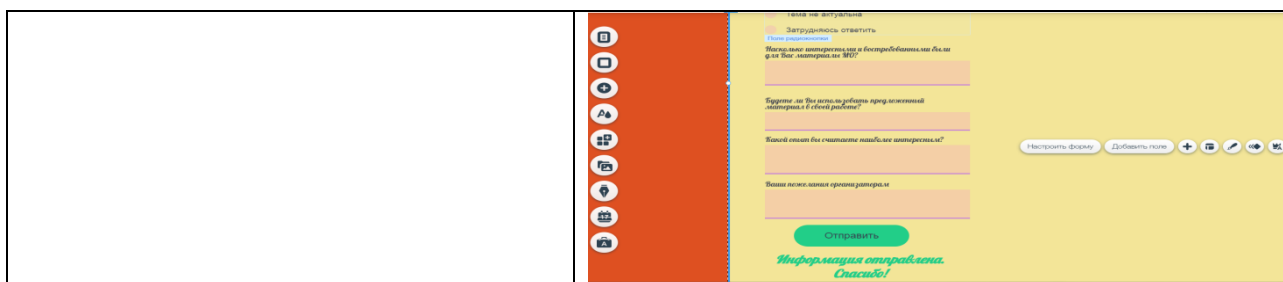 Тема не актуальна
Затрудняюсь ответить
Поле радиокнопки
Насколько интересными и востребованными были
для Вас материалы МО?
Будете ли Вы использовать предложенный
материал в своей работе?
Какой опыт вы считаете наиболее интересным?
Настроить форму
Добавить поле
Ваши пожелания организаторам
Отправить
Информация отправлена.
Спасибо!